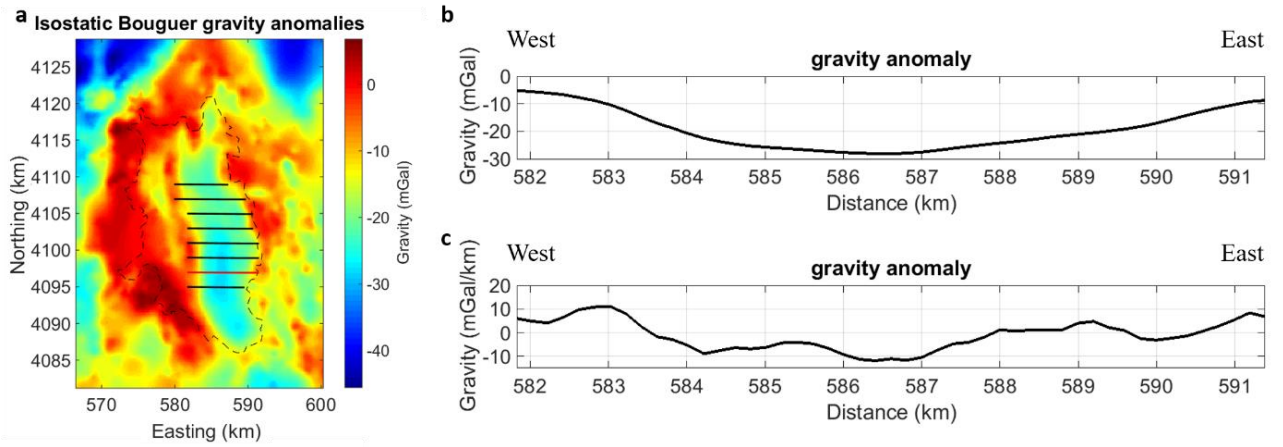 a
Isostatic Bouguer gravity anomalies
Northing (km)
4125
4120
4115
4110
4105
4100
4095
4090
4085
570 580 590 600
Easting (km)
0
-10
-20
-30
-40
Gravity (mGal)
b
West East
gravity anomaly
Gravity (mGal)
0
-10
-20
-30
582 583 584 585 586 587 588 589 590 591
Distance (km)
c
West East
gravity anomaly
Gravity (mGal/km)
20
10
0
-10
582 583 584 585 586 587 588 589 590 591
Distance (km)